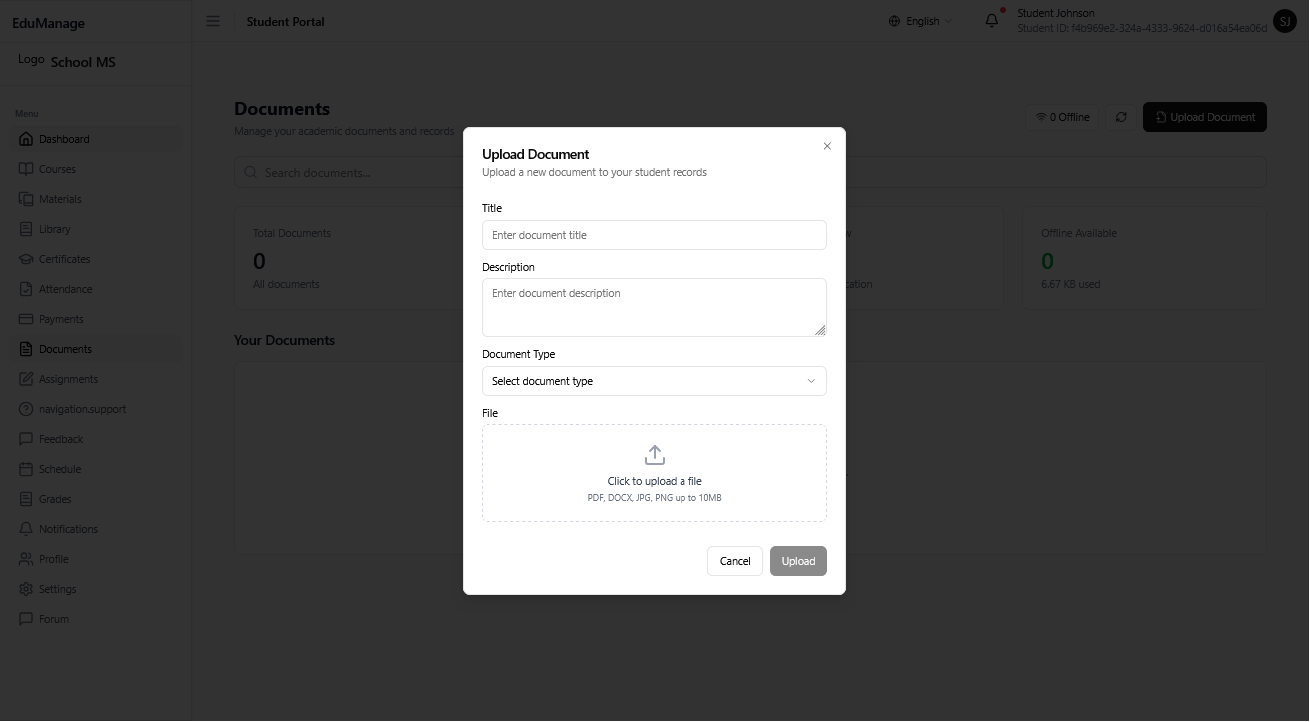 EduManage
Student Portal
English
Student Johnson
Student ID: f4b969e2-324a-4333-9624-d016a54ea06d
SJ
Logo School MS
Menu
Dashboard
Courses
Materials
Library
Certificates
Attendance
Payments
Documents
Assignments
navigation.support
Feedback
Schedule
Grades
Notifications
Profile
Settings
Forum
Documents
Manage your academic documents and records
0 Offline
Upload Document
Search documents...
Total Documents
0
All documents
Offline Available
0
6.67 KB used
Your Documents
Upload Document
Upload a new document to your student records
Title
Enter document title
Description
Enter document description
Document Type
Select document type
File
Click to upload a file
PDF, DOCX, JPG, PNG up to 10MB
Cancel
Upload